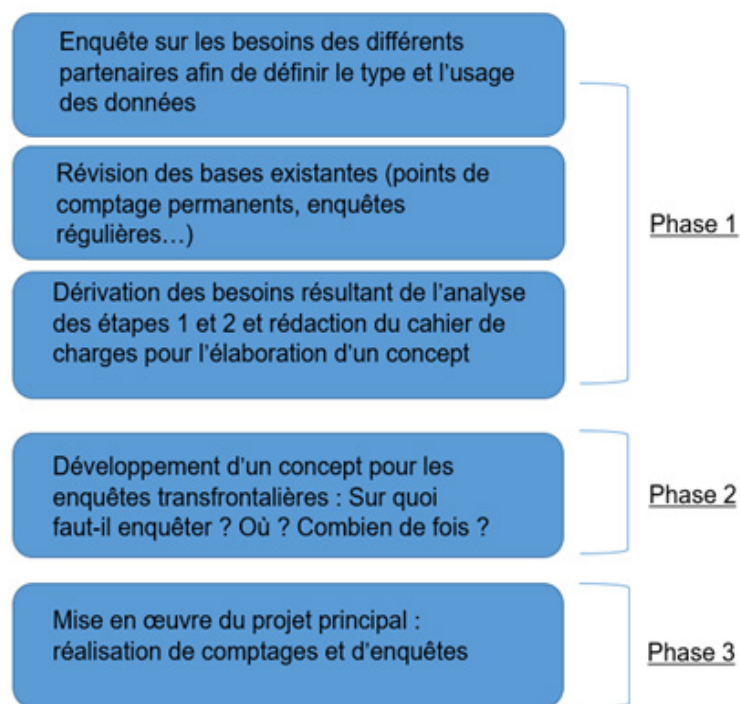 Enquête sur les besoins des différents
partenaires afin de définir le type et l'usage
des données
Révision des bases existantes (points de
comptage permanents, enquêtes
régulières…)
Dérivation des besoins résultant de l'analyse
des étapes 1 et 2 et rédaction du cahier de
charges pour l'élaboration d'un concept
Phase 1
Développement d'un concept pour les
enquêtes transfrontalières : Sur quoi
faut-il enquêter ? Où ? Combien de fois ?
Phase 2
Mise en œuvre du projet principal :
réalisation de comptages et d'enquêtes
Phase 3